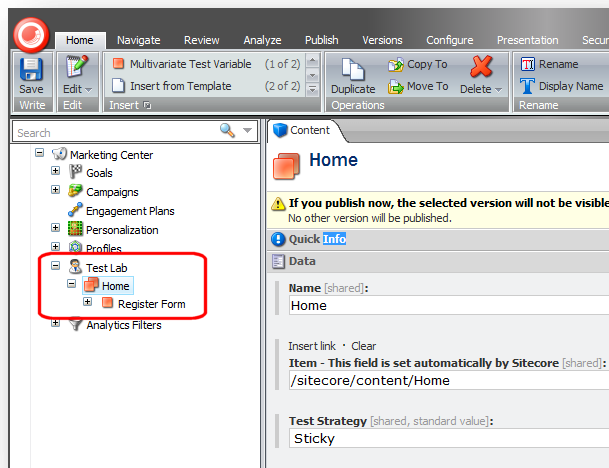 Home Navigate Review Analyze Publish Versions Configure Presentation Secur
Save
Write
Edit
Edit
Multivariate Test Variable (1 of 2)
Insert from Template (2 of 2)
Insert
Duplicate
Copy To
Move To
Delete
Operations
Rename
Display Name
Rename
Search
Marketing Center
Goals
Campaigns
Engagement Plans
Personalization
Profiles
Test Lab
Home
Register Form
Analytics Filters
Content
Home
If you publish now, the selected version will not be visible
No other version will be published.
Quick Info
Data
Name [shared]:
Home
Insert link · Clear
Item - This field is set automatically by Sitecore [shared]:
/sitecore/content/Home
Test Strategy [shared, standard value]:
Sticky